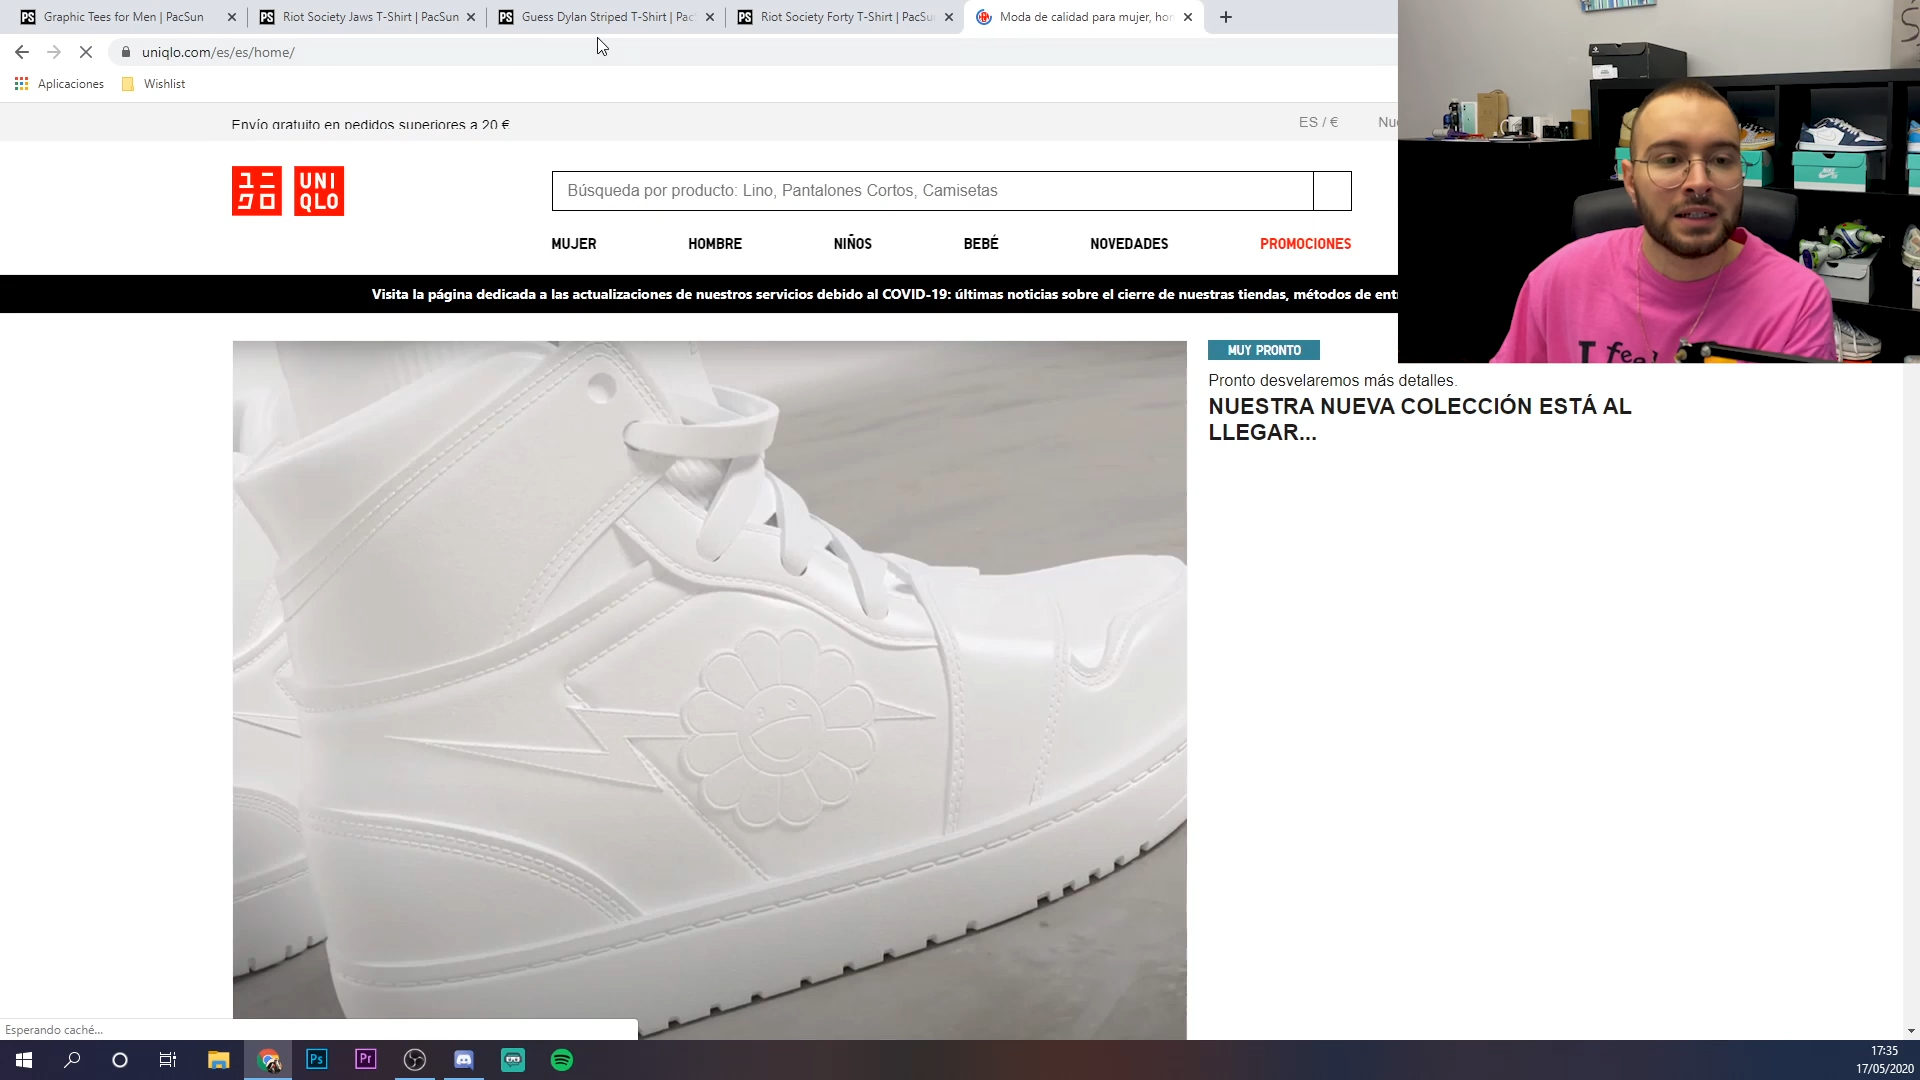 Graphic Tees for Men | PacSun
Riot Society Jaws T-Shirt | PacSun
Guess Dylan Striped T-Shirt | Pac
Riot Society Forty T-Shirt | PacSu
Moda de calidad para mujer, ho
uniqlo.com/es/es/home/
Aplicaciones
Wishlist
Envío gratuito en pedidos superiores a 20 €
ES / €
UNI
QLO
Búsqueda por producto: Lino, Pantalones Cortos, Camisetas
MUJER
HOMBRE
NIÑOS
BEBÉ
NOVEDADES
PROMOCIONES
Visita la página dedicada a las actualizaciones de nuestros servicios debido al COVID-19: últimas noticias sobre el cierre de nuestras tiendas, métodos de ent
I feel
MUY PRONTO
Pronto desvelaremos más detalles.
NUESTRA NUEVA COLECCIÓN ESTÁ AL
LLEGAR...
Esperando caché...
17:35
17/05/2020